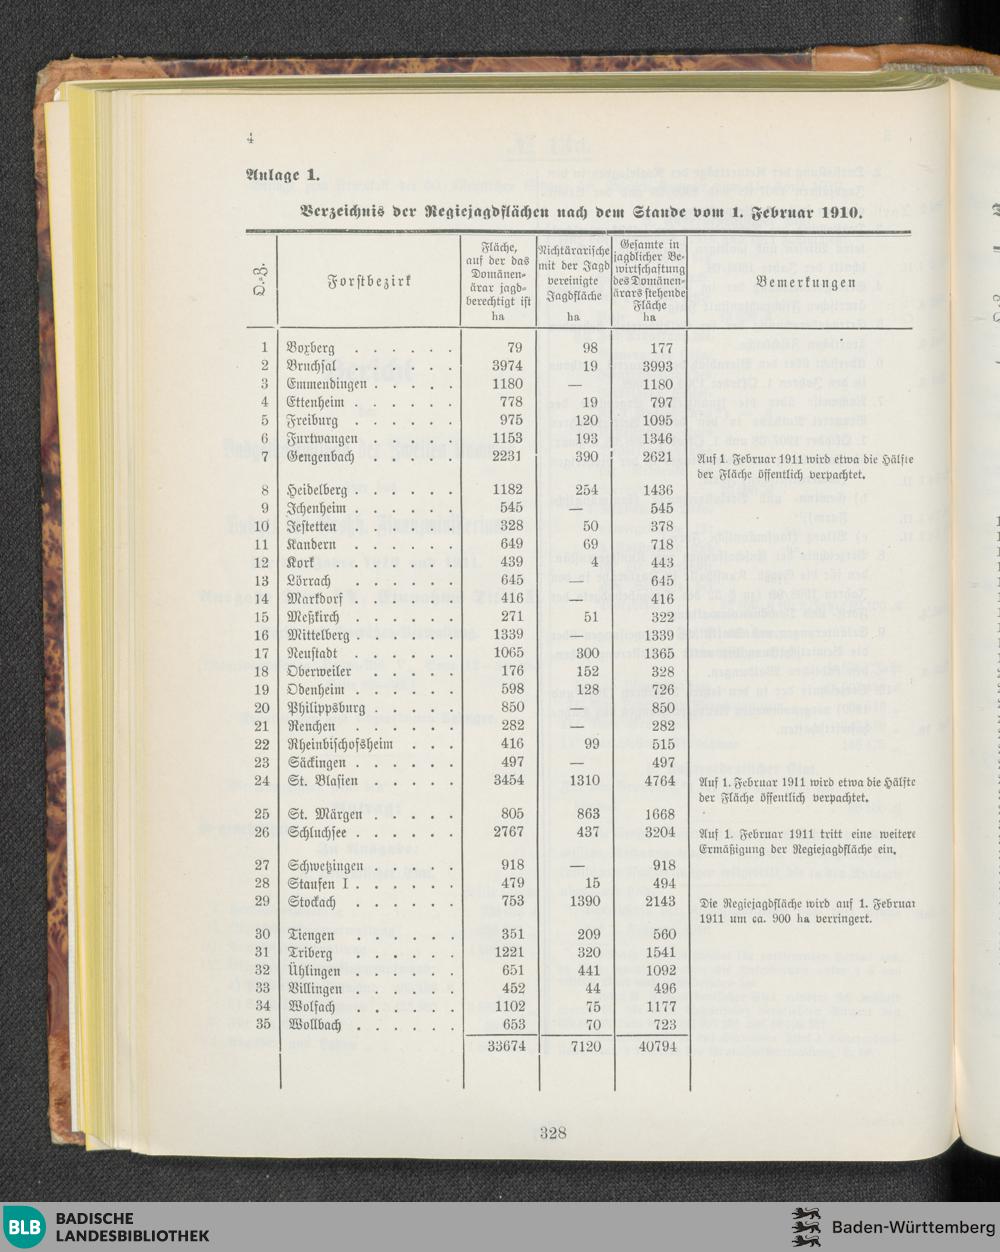 4
Anlage 1.
Verzeichnis der Regiejagdflächen nach dem Stande vom 1. Februar 1910.
O.-Z.
Forstbezirk
Fläche,
auf der das
Domänen-
ärar jagd-
berechtigt ist
ha
Nichtärarische
mit der Jagd
vereinigte
Jagdfläche
ha
Gesamte in
jagdlicher Be-
wirtschaftung
des Domänen-
ärars stehende
Fläche
ha
Bemerkungen
1 Boxberg . . . . . . 79 98 177
2 Bruchsal . . . . . . 3974 19 3993
3 Emmendingen . . . . . 1180 — 1180
4 Ettenheim . . . . . . 778 19 797
5 Freiburg . . . . . . 975 120 1095
6 Furtwangen . . . . . 1153 193 1346
7 Gengenbach . . . . . 2231 390 2621 Auf 1. Februar 1911 wird etwa die Hälfte
der Fläche öffentlich verpachtet.
8 Heidelberg . . . . . . 1182 254 1436
9 Ichenheim . . . . . . 545 — 545
10 Jestetten . . . . . . 328 50 378
11 Kandern . . . . . . 649 69 718
12 Kork . . . . . . 439 4 443
13 Lörrach . . . . . . 645 — 645
14 Markdorf . . . . . . 416 — 416
15 Meßkirch . . . . . . 271 51 322
16 Mittelberg . . . . . . 1339 — 1339
17 Neustadt . . . . . . 1065 300 1365
18 Oberweiler . . . . . 176 152 328
19 Odenheim . . . . . . 598 128 726
20 Philippsburg . . . . . 850 — 850
21 Renchen . . . . . . 282 — 282
22 Rheinbischofsheim . . . 416 99 515
23 Säckingen . . . . . . 497 — 497
24 St. Blasien . . . . . 3454 1310 4764 Auf 1. Februar 1911 wird etwa die Hälfte
der Fläche öffentlich verpachtet.
25 St. Märgen . . . . . 805 863 1668
26 Schluchsee . . . . . . 2767 437 3204 Auf 1. Februar 1911 tritt eine weitere
Ermäßigung der Regiejagdfläche ein.
27 Schwetzingen . . . . . 918 — 918
28 Staufen I . . . . . . 479 15 494
29 Stockach . . . . . . 753 1390 2143 Die Regiejagdfläche wird auf 1. Februar
1911 um ca. 900 ha verringert.
30 Tiengen . . . . . . 351 209 560
31 Triberg . . . . . . 1221 320 1541
32 Ühlingen . . . . . . 651 441 1092
33 Villingen . . . . . . 452 44 496
34 Wolfach . . . . . . 1102 75 1177
35 Wollbach . . . . . . 653 70 723
33674 7120 40794
328
BLB
BADISCHE
LANDESBIBLIOTHEK
Baden-Württemberg